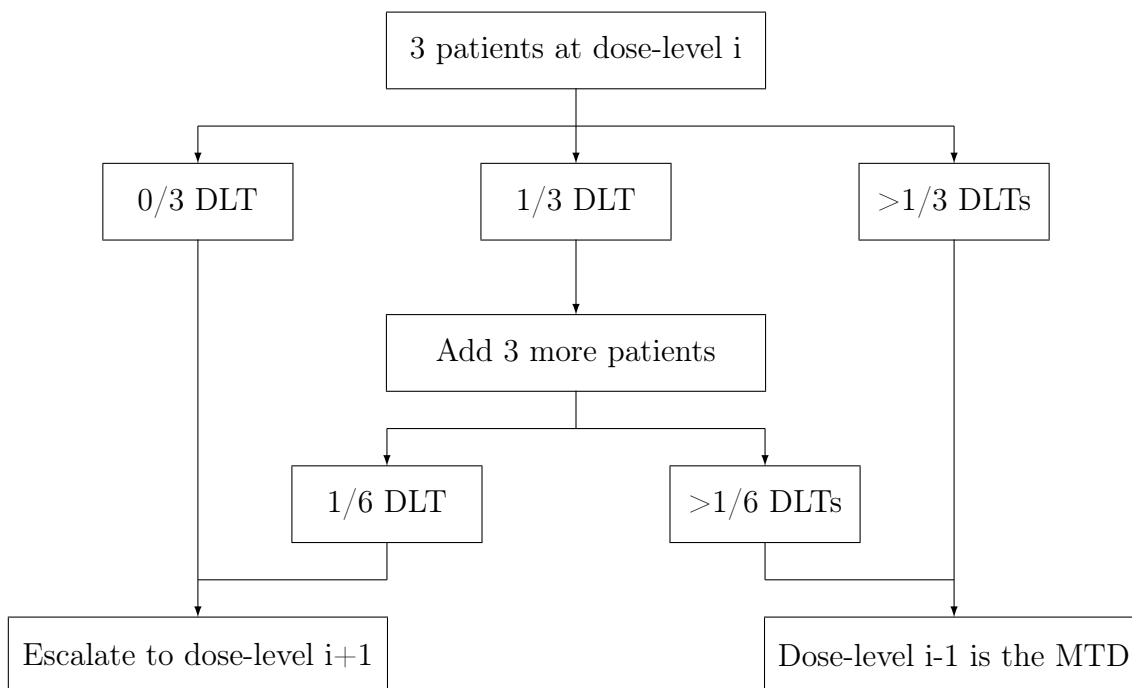 3 patients at dose-level i
0/3 DLT
1/3 DLT
>1/3 DLTs
Add 3 more patients
1/6 DLT
>1/6 DLTs
Escalate to dose-level i+1
Dose-level i-1 is the MTD